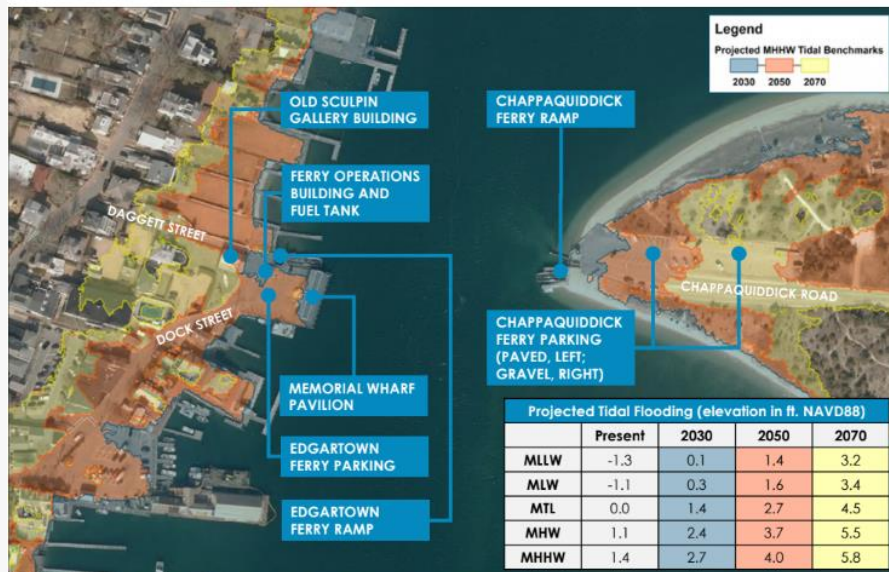 Legend
Projected MHHW Tidal Benchmarks
2030 2050 2070
OLD SCULPIN
GALLERY BUILDING
FERRY OPERATIONS
BUILDING AND
FUEL TANK
DAGGETT STREET
DOCK STREET
MEMORIAL WHARF
PAVILION
EDGARTOWN
FERRY PARKING
EDGARTOWN
FERRY RAMP
CHAPPAQUIDDICK
FERRY RAMP
CHAPPAQUIDDICK ROAD
CHAPPAQUIDDICK
FERRY PARKING
(PAVED, LEFT;
GRAVEL, RIGHT)
Projected Tidal Flooding (elevation in ft. NAVD88)
Present 2030 2050 2070
MLLW -1.3 0.1 1.4 3.2
MLW -1.1 0.3 1.6 3.4
MTL 0.0 1.4 2.7 4.5
MHW 1.1 2.4 3.7 5.5
MHHW 1.4 2.7 4.0 5.8